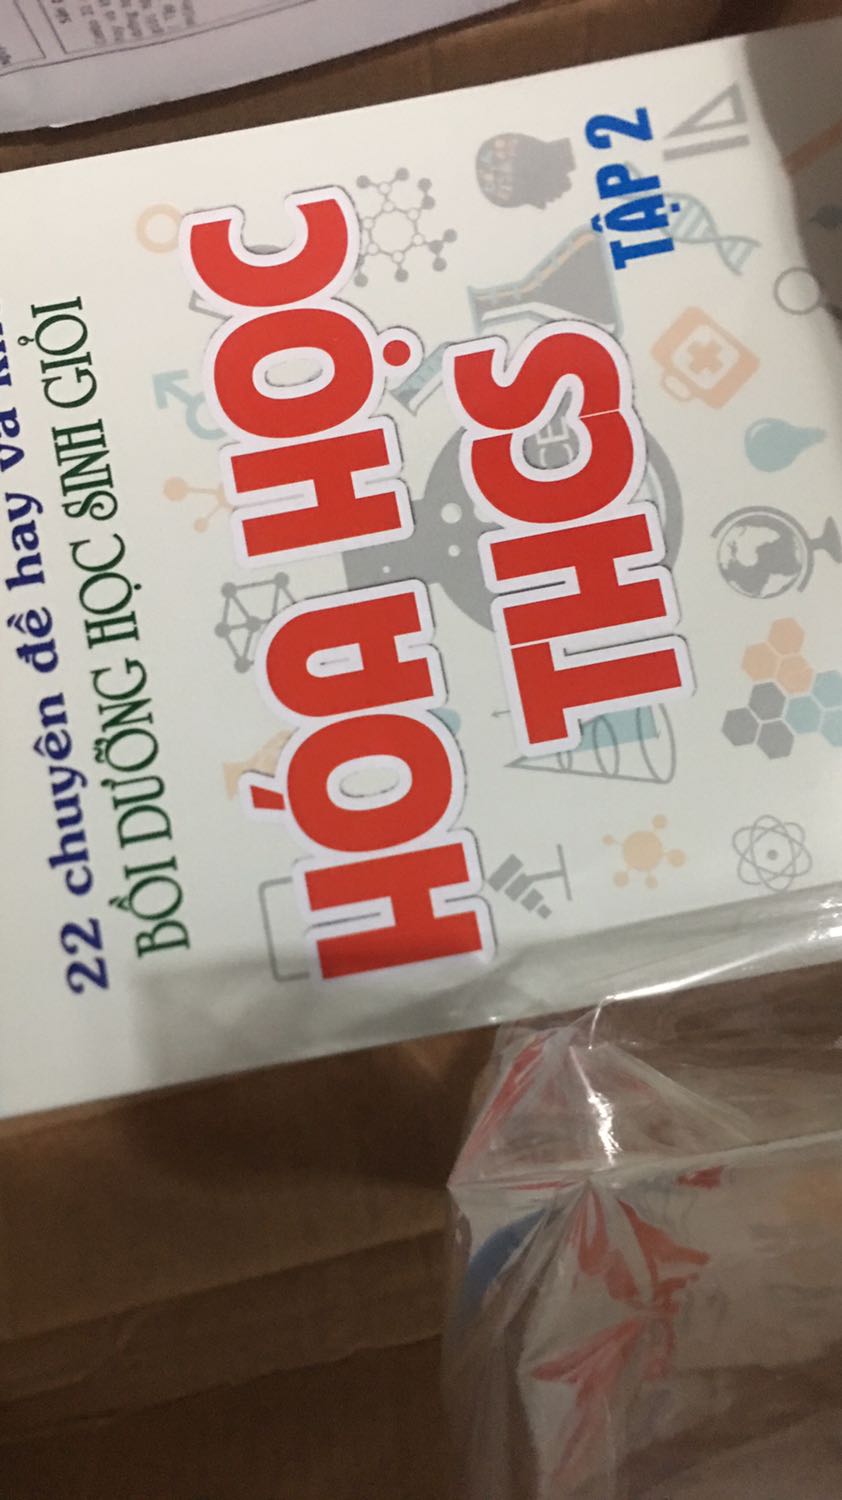 22 chuyên đề hay và
BỒI DƯỠNG HỌC SINH GIỎI
HÓA HỌC
THCS
TẬP 2